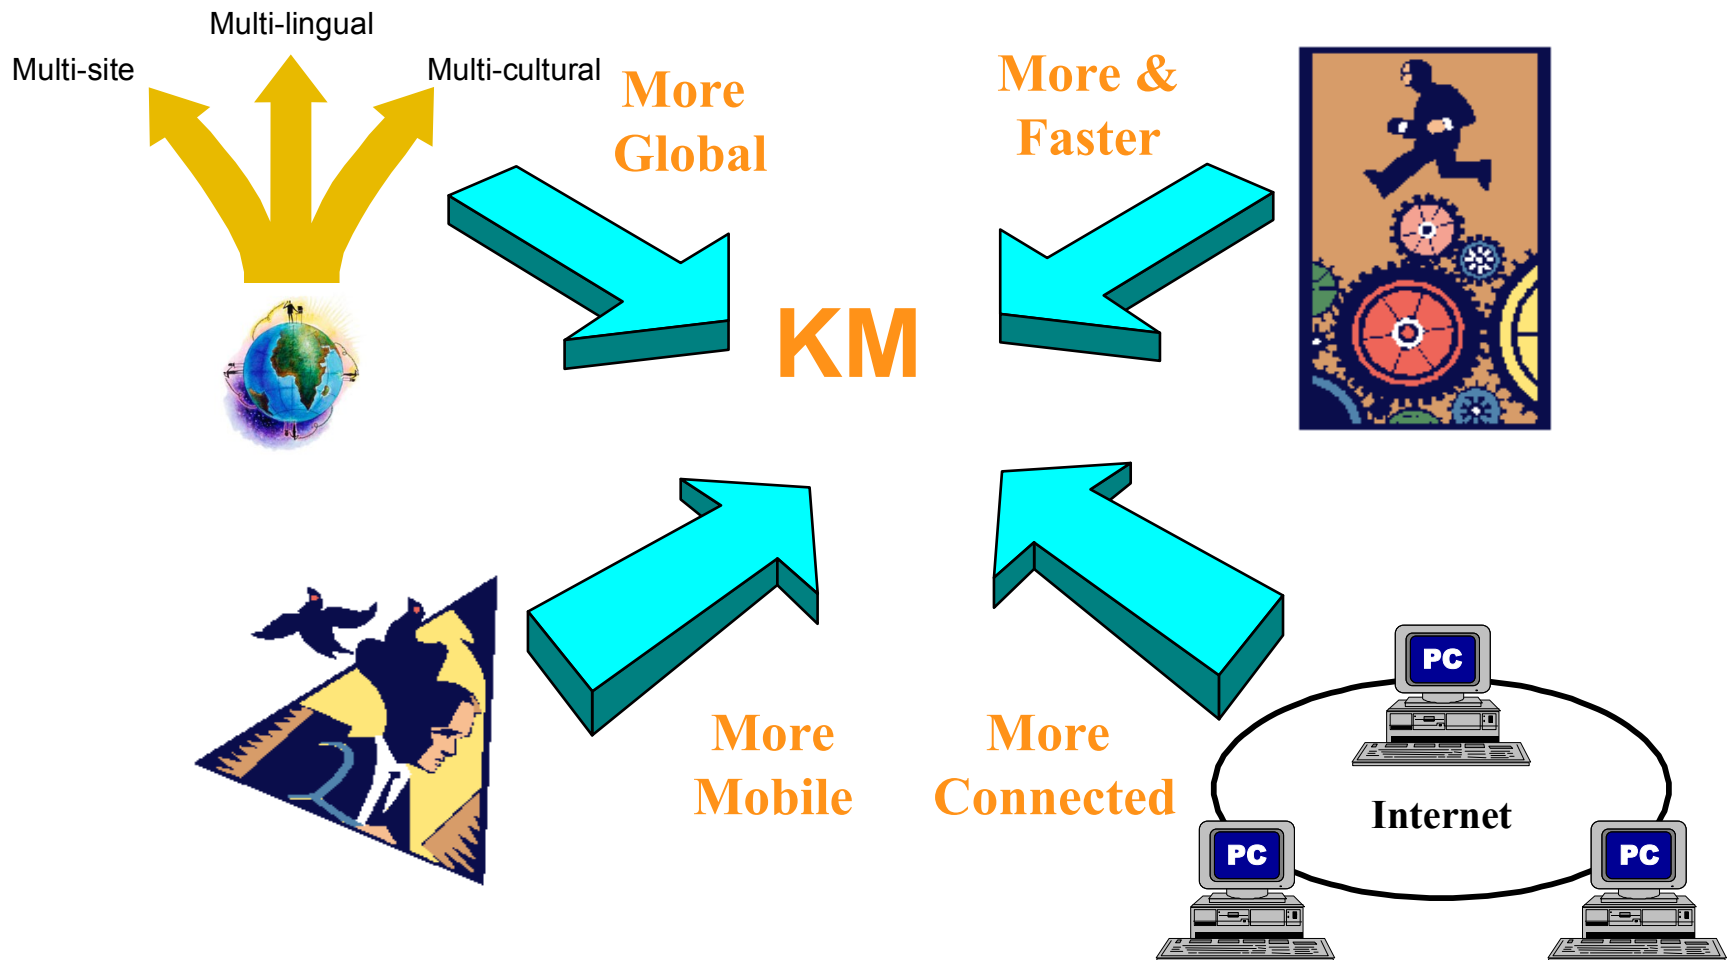 Multi-lingual
Multi-site
Multi-cultural
More
Global
More &
Faster
KM
More
Mobile
More
Connected
PC
Internet
PC
PC